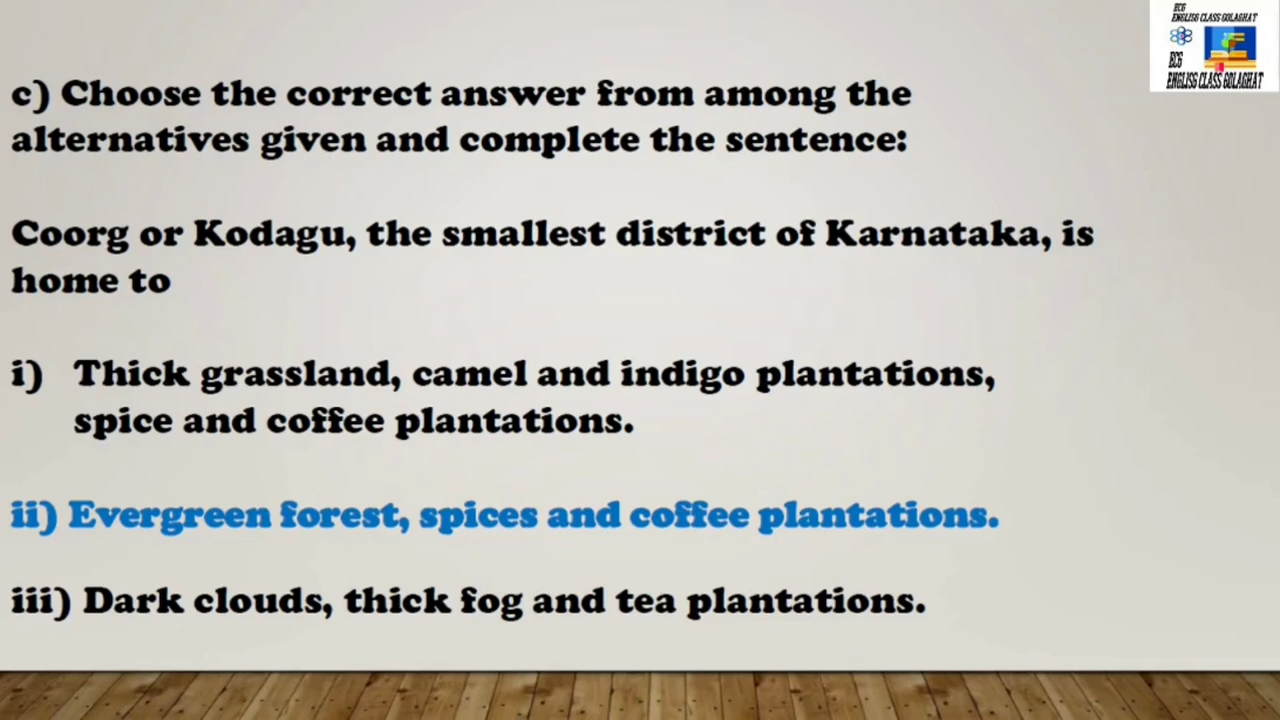 ECG
ENGLISG CLASS GOLAGHAT
ECG
ENGLISG CLASS GOLAGHAT
c) Choose the correct answer from among the
alternatives given and complete the sentence:
Coorg or Kodagu, the smallest district of Karnataka, is
home to
i) Thick grassland, camel and indigo plantations,
spice and coffee plantations.
ii) Evergreen forest, spices and coffee plantations.
iii) Dark clouds, thick fog and tea plantations.